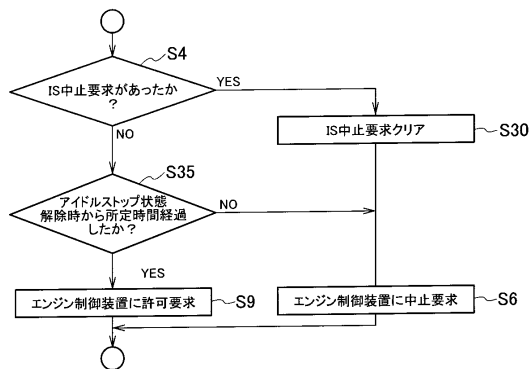 S4
IS中止要求があったか
?
YES
NO
IS中止要求クリア
S30
S35
アイドルストップ状態
解除時から所定時間経過
したか?
NO
YES
エンジン制御装置に許可要求
S9
エンジン制御装置に中止要求
S6